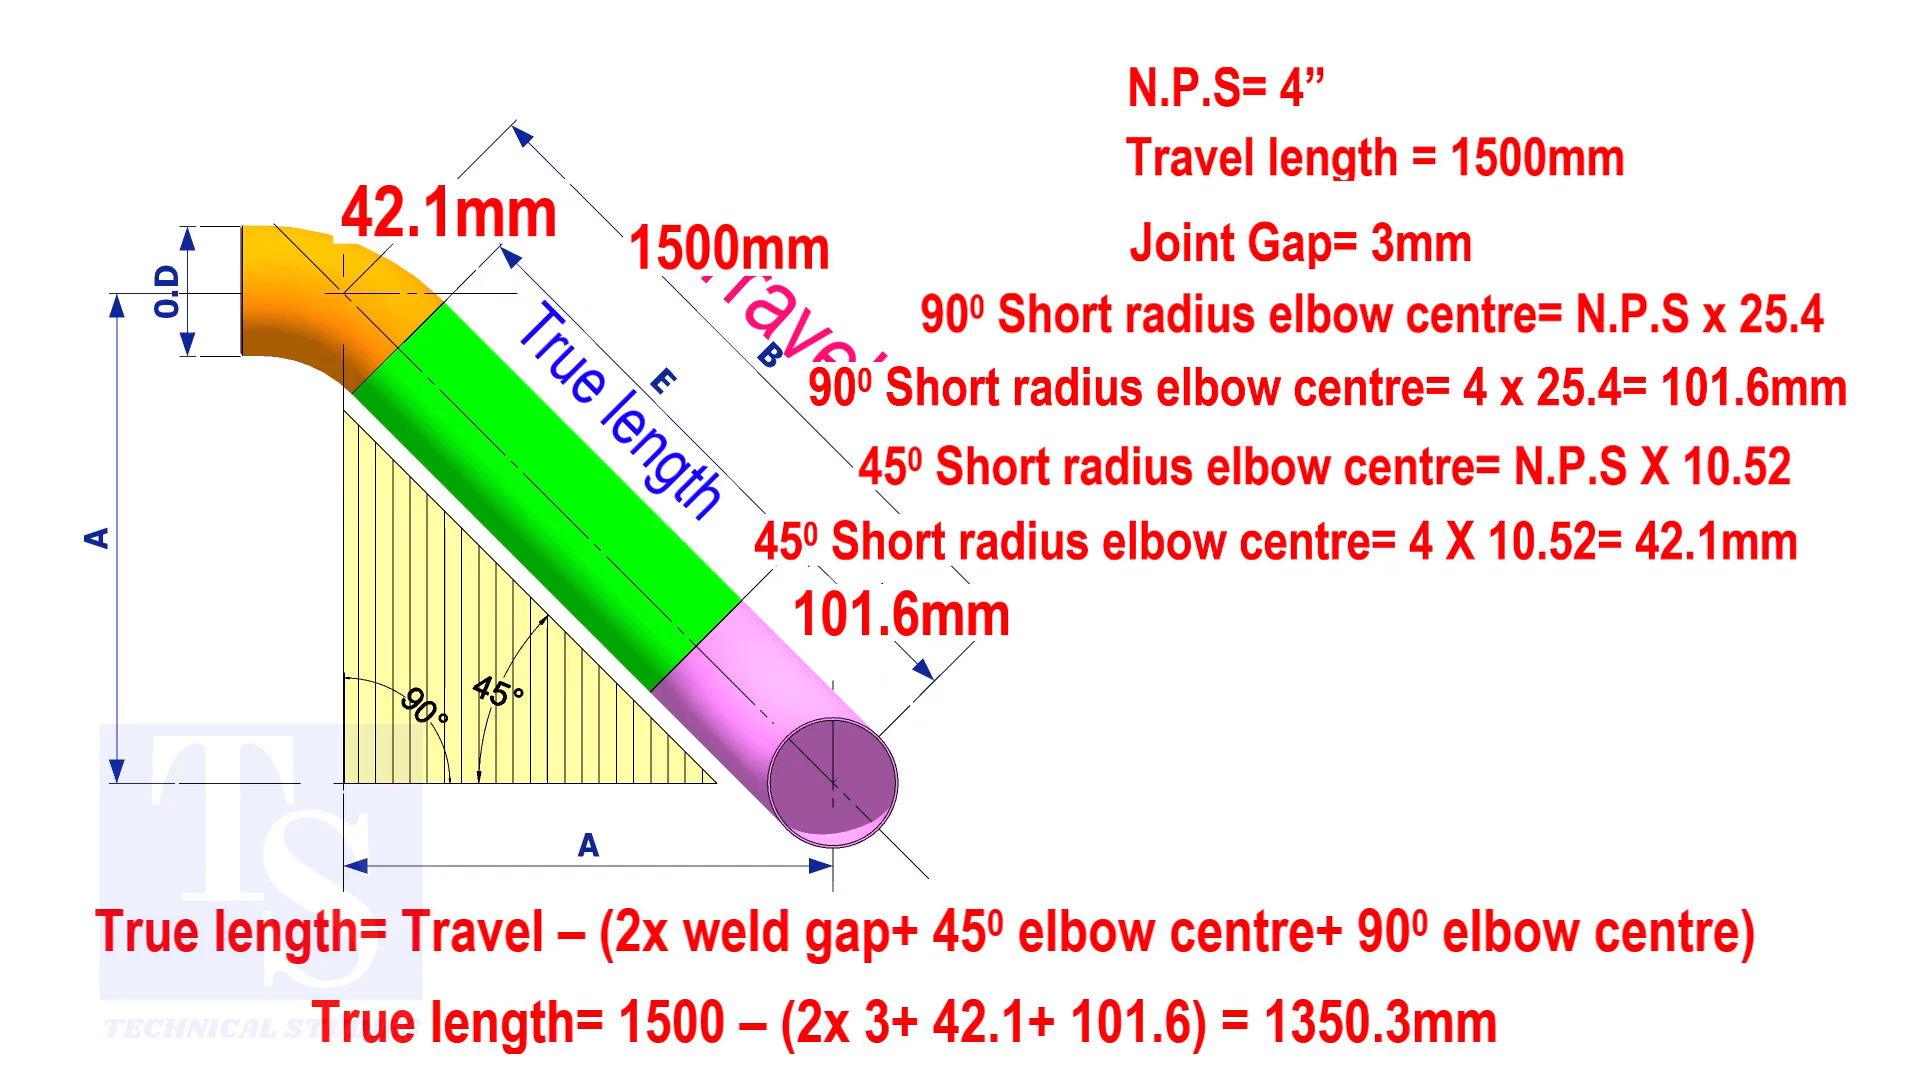 N.P.S= 4”
Travel length = 1500mm
Joint Gap= 3mm
90⁰ Short radius elbow centre= N.P.S x 25.4
90⁰ Short radius elbow centre= 4 x 25.4= 101.6mm
45⁰ Short radius elbow centre= N.P.S X 10.52
45⁰ Short radius elbow centre= 4 X 10.52= 42.1mm
42.1mm
1500mm
Travel
B
E
True length
101.6mm
O.D
A
90°
45°
A
TS
TECHNICAL
True length= Travel – (2x weld gap+ 45⁰ elbow centre+ 90⁰ elbow centre)
True length= 1500 – (2x 3+ 42.1+ 101.6) = 1350.3mm